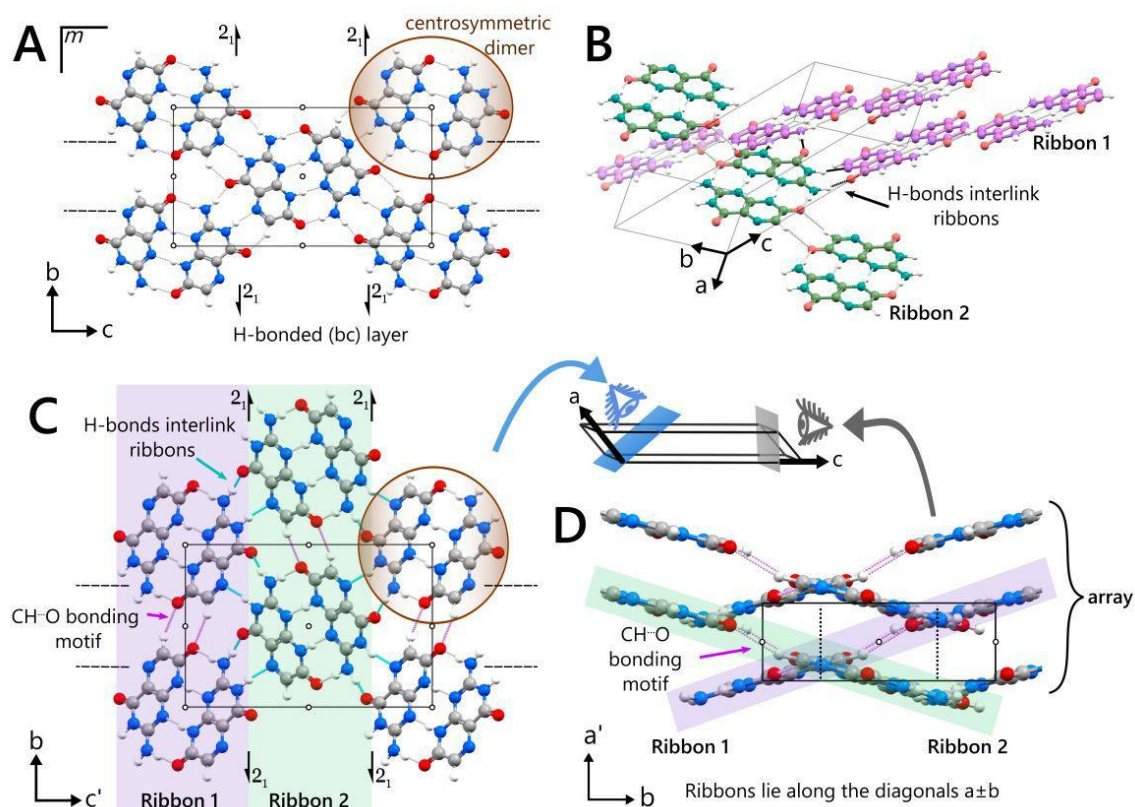 A
m
2₁
2₁
centrosymmetric
dimer
2₁
2₁
b
c
H-bonded (bc) layer
B
Ribbon 1
H-bonds interlink
ribbons
b
c
a
Ribbon 2
C
2₁
2₁
H-bonds interlink
ribbons
CH···O bonding
motif
b
c'
2₁
2₁
Ribbon 1
Ribbon 2
a
c
D
array
CH···O
bonding
motif
a'
b
Ribbon 1
Ribbon 2
Ribbons lie along the diagonals a±b